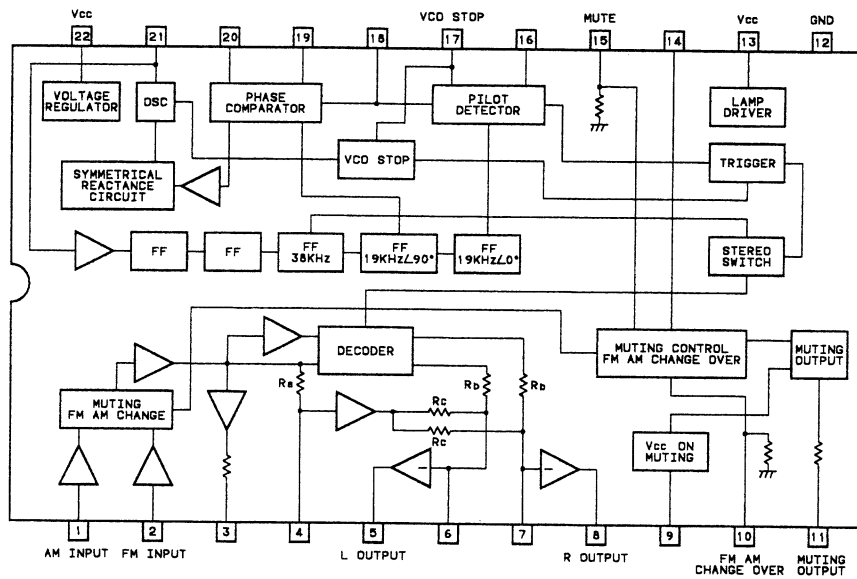 Vcc
VCO STOP
MUTE
Vcc
GND
22
21
20
19
18
17
16
15
14
13
12
VOLTAGE
REGULATOR
OSC
PHASE
COMPARATOR
PILOT
DETECTOR
LAMP
DRIVER
VCO STOP
TRIGGER
SYMMETRICAL
REACTANCE
CIRCUIT
FF
FF
FF
38KHz
FF
19KHz∠90°
FF
19KHz∠0°
STEREO
SWITCH
DECODER
MUTING CONTROL
FM AM CHANGE OVER
MUTING
OUTPUT
MUTING
FM AM CHANGE
Ra
Rb
Rb
Rc
Rc
Vcc ON
MUTING
1
2
3
4
5
6
7
8
9
10
11
AM INPUT
FM INPUT
L OUTPUT
R OUTPUT
FM AM
CHANGE OVER
MUTING
OUTPUT